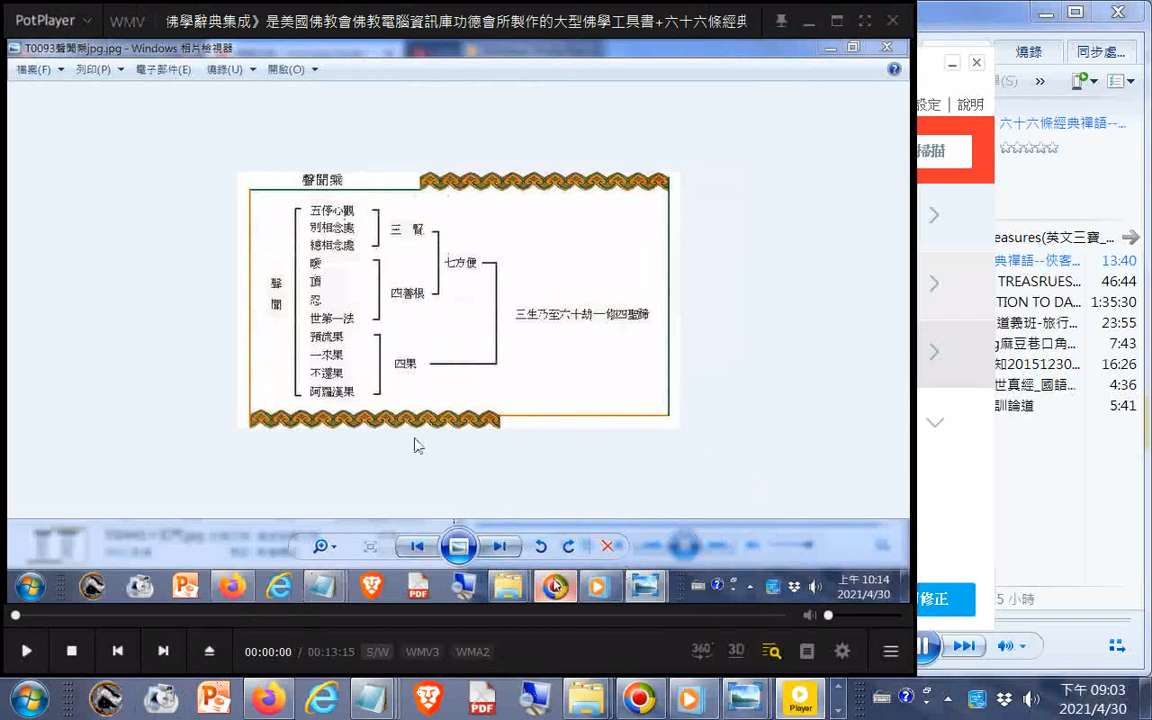 PotPlayer
WMV
佛學辭典集成》是美國佛教會佛教電腦資訊庫功德會所製作的大型佛學工具書+六十六條經典
T0093聲聞乘jpg.jpg - Windows 相片檢視器
檔案(F) 列印(P) 電子郵件(E) 燒錄(U) 開啟(O)
聲聞乘
聲聞
五停心觀
別相念處
總相念處
三 賢
煖
頂
忍
世第一法
四善根
七方便
預流果
一來果
不還果
阿羅漢果
四果
三生乃至六十劫一修四聖諦
上午 10:14
2021/4/30
00:00:00 / 00:13:15 S/W WMV3 WMA2
360° 3D
燒錄 同步處...
(S) »
設定 | 說明
掃描
六十六條經典禪語--...
easures(英文三寶_...
典禪語--俠客... 13:40
TREASRUES... 46:44
TION TO DA... 1:35:30
道義班-旅行... 23:55
g麻豆巷口角... 7:43
知20151230... 16:26
世真經_國語... 4:36
訓論道 5:41
修正
5 小時
Player
下午 09:03
2021/4/30